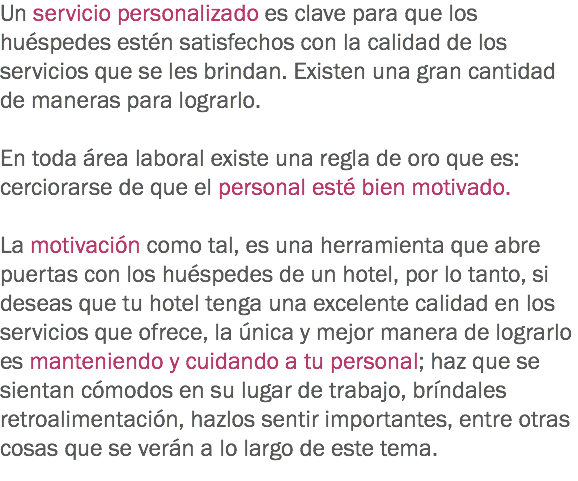 Un servicio personalizado es clave para que los
huéspedes estén satisfechos con la calidad de los
servicios que se les brindan. Existen una gran cantidad
de maneras para lograrlo.

En toda área laboral existe una regla de oro que es:
cerciorarse de que el personal esté bien motivado.

La motivación como tal, es una herramienta que abre
puertas con los huéspedes de un hotel, por lo tanto, si
deseas que tu hotel tenga una excelente calidad en los
servicios que ofrece, la única y mejor manera de lograrlo
es manteniendo y cuidando a tu personal; haz que se
sientan cómodos en su lugar de trabajo, bríndales
retroalimentación, hazlos sentir importantes, entre otras
cosas que se verán a lo largo de este tema.